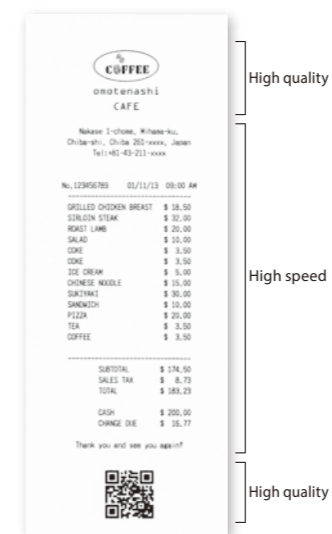 COFFEE
omotenashi
CAFE
High quality
Nakase 1-chome, Mihama-ku,
Chiba-shi, Chiba 261-xxxx, Japan
Tel:+81-43-211-xxxx
No.123456789 01/11/13 09:00 AM
GRILLED CHICKEN BREAST $ 18.50
SIRLOIN STEAK $ 32.00
ROAST LAMB $ 20.00
SALAD $ 10.00
COKE $ 3.50
COKE $ 3.50
ICE CREAM $ 5.00
CHINESE NOODLE $ 15.00
SUKIYAKI $ 30.00
SANDWICH $ 10.00
PIZZA $ 20.00
TEA $ 3.50
COFFEE $ 3.50
High speed
SUBTOTAL $ 174.50
SALES TAX $ 8.73
TOTAL $ 183.23
CASH $ 200.00
CHANGE DUE $ 16.77
Thank you and see you again!
High quality